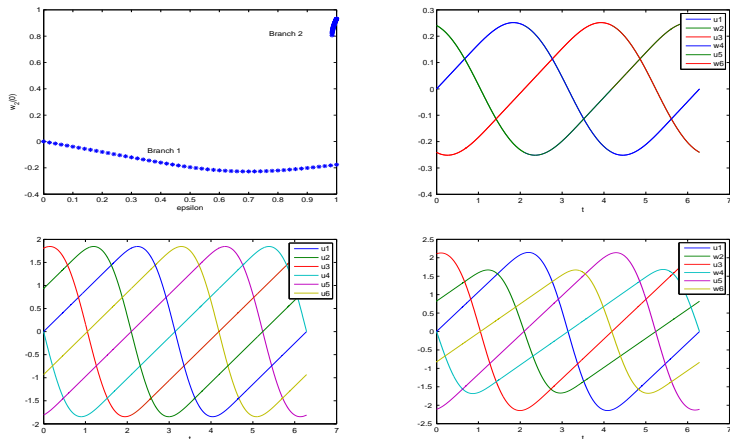 1
0.8
0.6
0.4
0.2
0
-0.2
-0.4
w2(0)
Branch 2
Branch 1
0 0.1 0.2 0.3 0.4 0.5 0.6 0.7 0.8 0.9 1
epsilon
0.3
0.2
0.1
0
-0.1
-0.2
-0.3
-0.4
u1
w2
u3
w4
u5
w6
0 1 2 3 4 5 6 7
t
2
1.5
1
0.5
0
-0.5
-1
-1.5
-2
u1
u2
u3
u4
u5
u6
0 1 2 3 4 5 6 7
2.5
2
1.5
1
0.5
0
-0.5
-1
-1.5
-2
-2.5
u1
w2
u3
w4
u5
w6
0 1 2 3 4 5 6 7